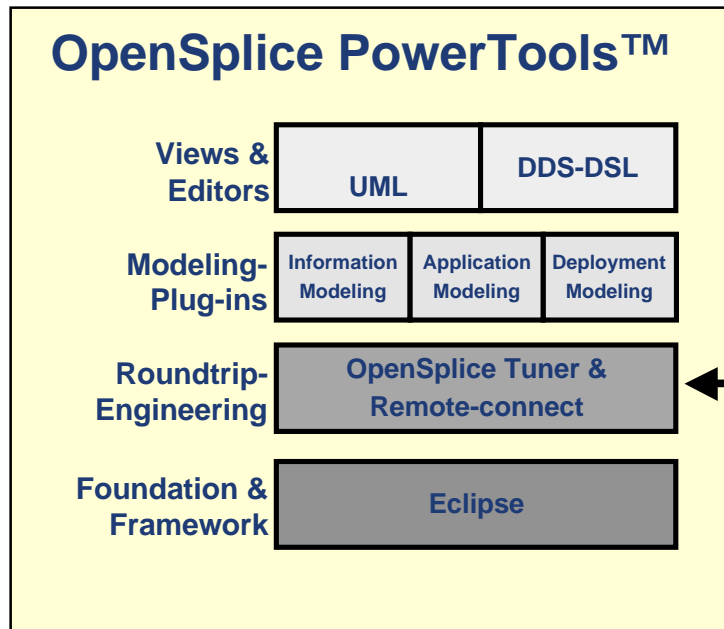 OpenSplice PowerTools™
Views &
Editors
UML
DDS-DSL
Modeling-
Plug-ins
Information
Modeling
Application
Modeling
Deployment
Modeling
Roundtrip-
Engineering
OpenSplice Tuner &
Remote-connect
Foundation &
Framework
Eclipse